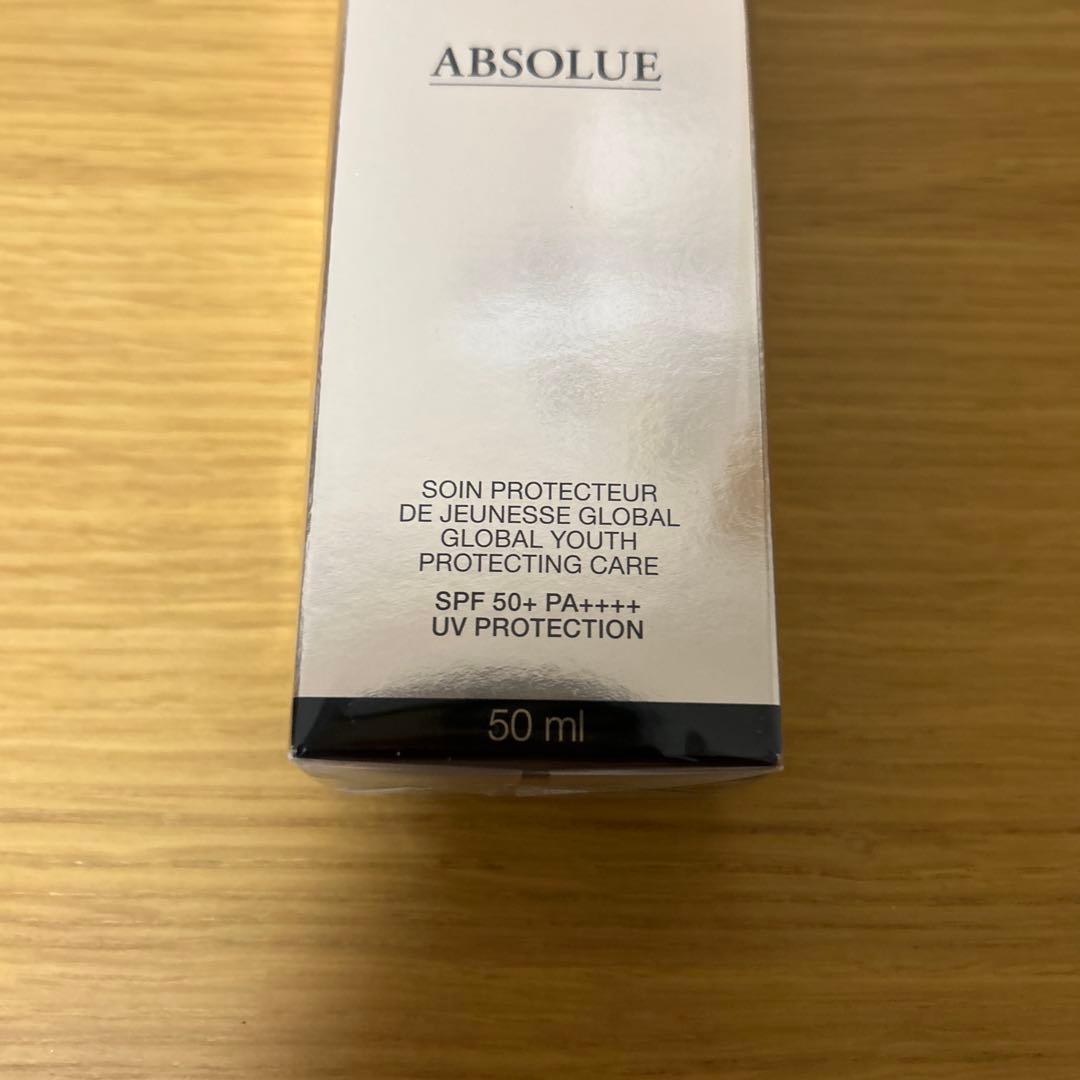 ABSOLUE
SOIN PROTECTEUR
DE JEUNESSE GLOBAL
GLOBAL YOUTH
PROTECTING CARE
SPF 50+ PA++++
UV PROTECTION
50 ml